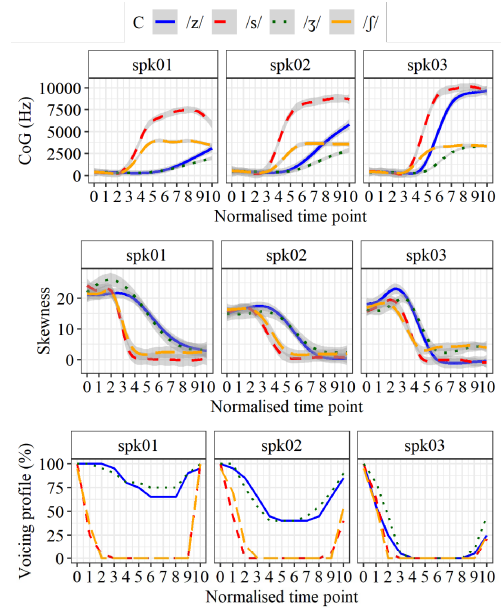 C /z/ /s/ /ʒ/ /ʃ/
spk01 spk02 spk03
CoG (Hz)
10000
7500
5000
2500
0
0 1 2 3 4 5 6 7 8 9 10 0 1 2 3 4 5 6 7 8 9 10 0 1 2 3 4 5 6 7 8 9 10
Normalised time point
spk01 spk02 spk03
Skewness
20
10
0
0 1 2 3 4 5 6 7 8 9 10 0 1 2 3 4 5 6 7 8 9 10 0 1 2 3 4 5 6 7 8 9 10
Normalised time point
spk01 spk02 spk03
Voicing profile (%)
100
75
50
25
0
0 1 2 3 4 5 6 7 8 9 10 0 1 2 3 4 5 6 7 8 9 10 0 1 2 3 4 5 6 7 8 9 10
Normalised time point